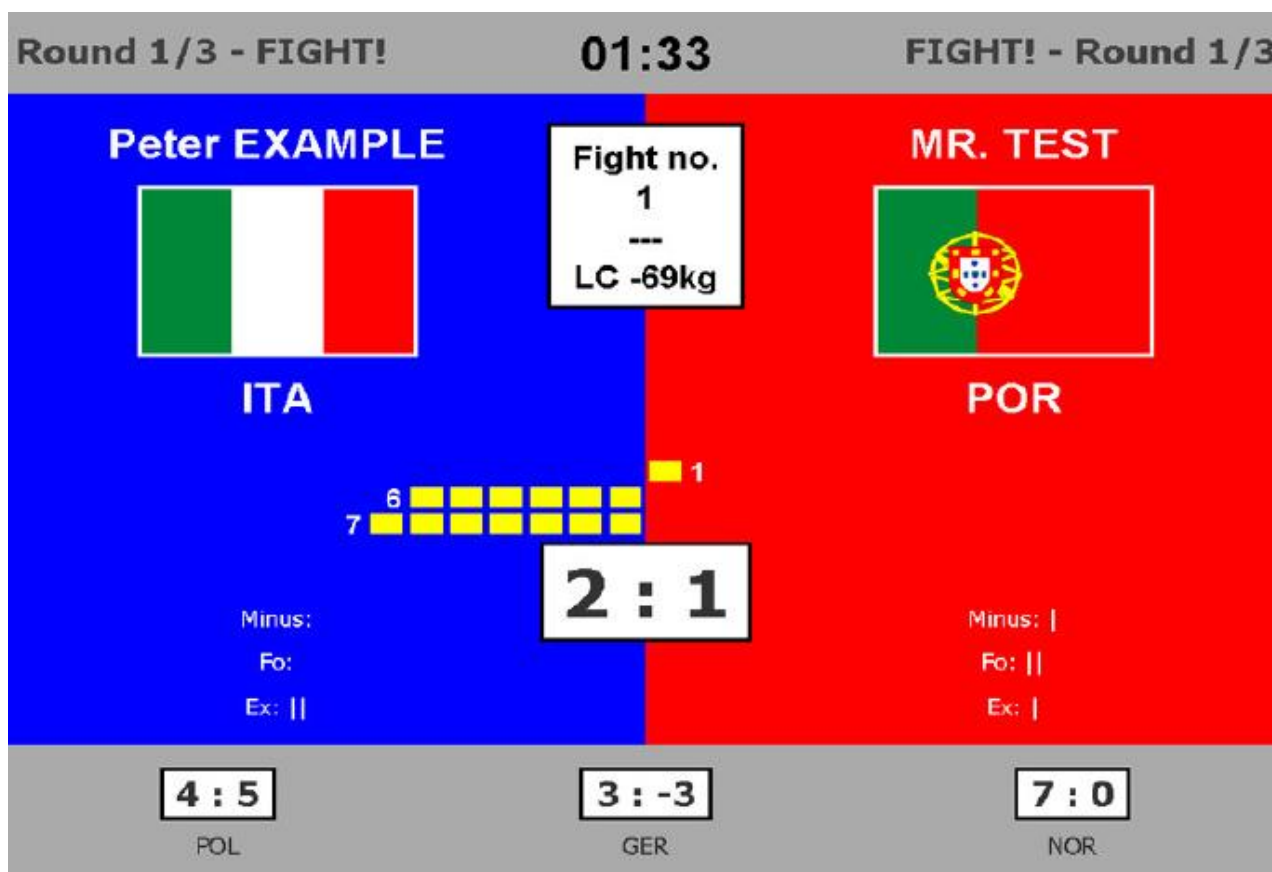 Round 1/3 - FIGHT! 01:33 FIGHT! - Round 1/3
Peter EXAMPLE
MR. TEST
Fight no.
1
---
LC -69kg
ITA
POR
1
6
7
2 : 1
Minus:
Minus: |
Fo:
Fo: ||
Ex: ||
Ex: |
4 : 5
3 : -3
7 : 0
POL
GER
NOR